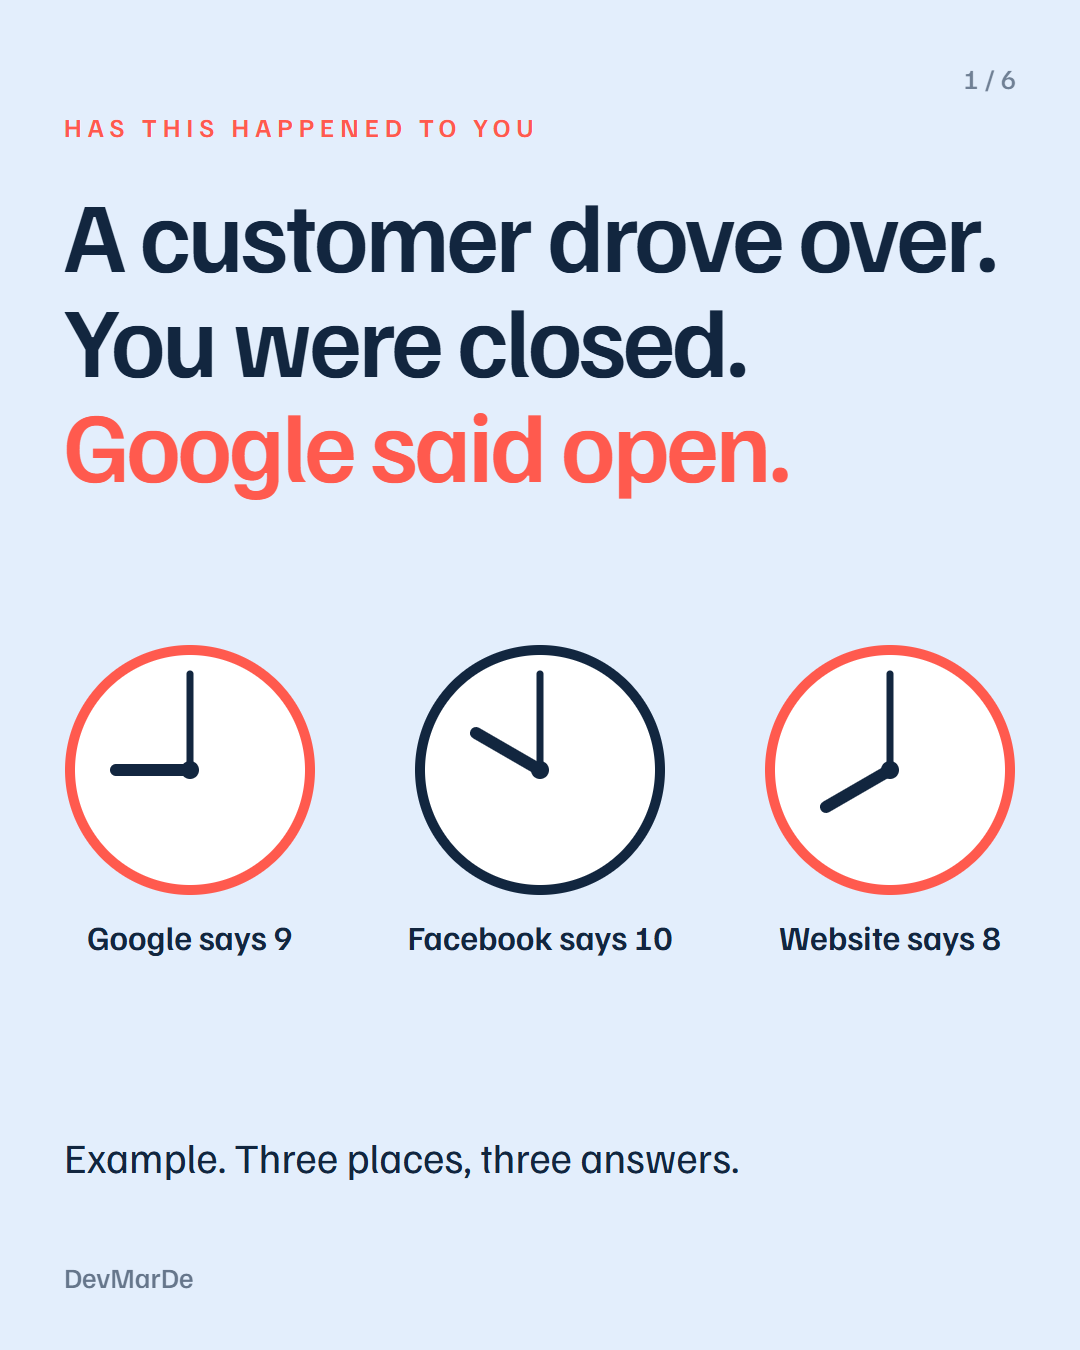 1 / 6
HAS THIS HAPPENED TO YOU
A customer drove over.
You were closed.
Google said open.
Google says 9
Facebook says 10
Website says 8
Example. Three places, three answers.
DevMarDe